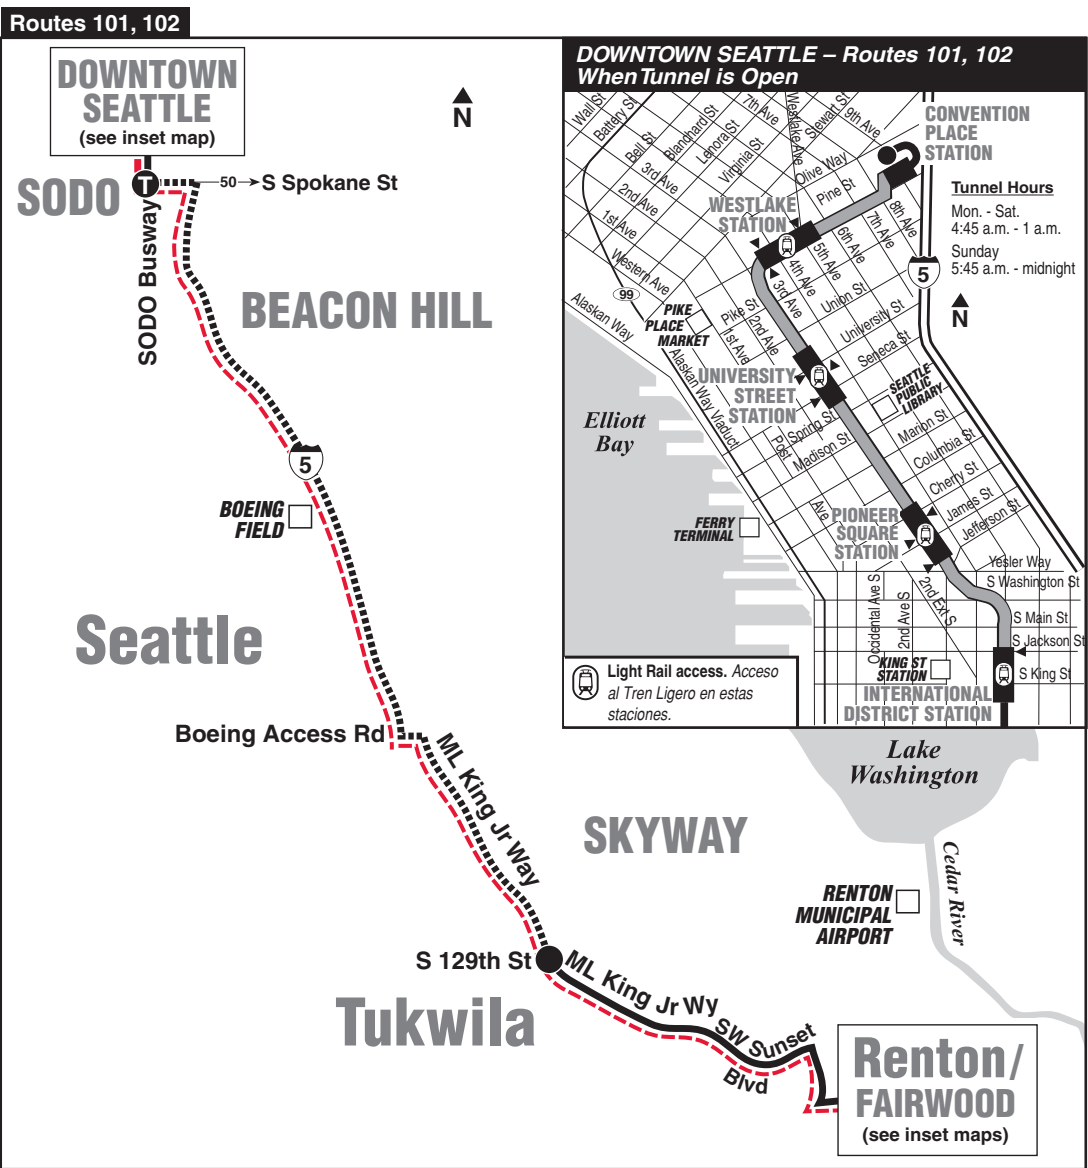 Routes 101, 102
DOWNTOWN
SEATTLE
(see inset map)
N
SODO
T
50
S Spokane St
SODO Busway
BEACON HILL
5
BOEING
FIELD
Seattle
Boeing Access Rd
ML King Jr Way
SKYWAY
S 129th St
ML King Jr Wy
Tukwila
SW Sunset
Blvd
RENTON
MUNICIPAL
AIRPORT
Lake
Washington
Cedar River
Renton/
FAIRWOOD
(see inset maps)
DOWNTOWN SEATTLE – Routes 101, 102
When Tunnel is Open
Wall St
Battery St
Bell St
Blanchard St
Lenora St
Virginia St
7th Ave
Westlake Ave
Stewart St
9th Ave
Olive Way
Pine St
3rd Ave
2nd Ave
1st Ave
Western Ave
Alaskan Way
99
CONVENTION
PLACE
STATION
Tunnel Hours
Mon. - Sat.
4:45 a.m. - 1 a.m.
Sunday
5:45 a.m. - midnight
5
N
WESTLAKE
STATION
8th Ave
7th Ave
6th Ave
5th Ave
4th Ave
3rd Ave
2nd Ave
1st Ave
Pike St
Union St
University St
Seneca St
PIKE
PLACE
MARKET
Alaskan Way Viaduct
UNIVERSITY
STREET
STATION
SEATTLE
PUBLIC
LIBRARY
Elliott
Bay
Spring St
Madison St
Marion St
Columbia St
Cherry St
James St
Jefferson St
Post
Ave
FERRY
TERMINAL
PIONEER
SQUARE
STATION
Yesler Way
S Washington St
S Main St
S Jackson St
S King St
Occidental Ave S
2nd Ave S
2nd Ext S
KING ST
STATION
INTERNATIONAL
DISTRICT STATION
Light Rail access. Acceso
al Tren Ligero en estas
staciones.